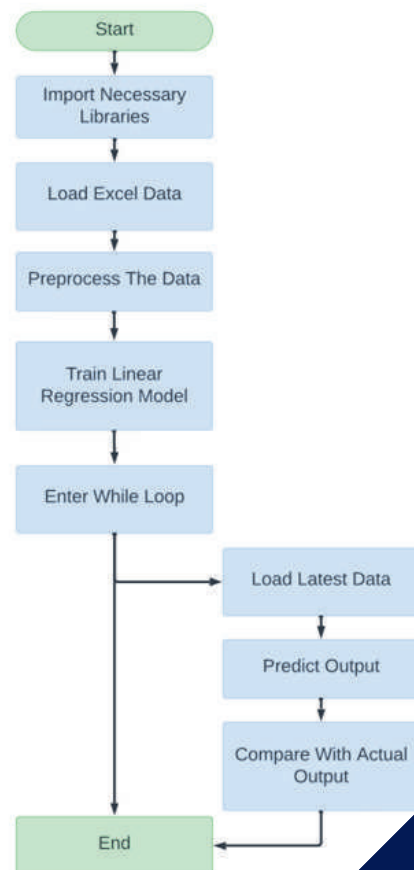 Start
Import Necessary
Libraries
Load Excel Data
Preprocess The Data
Train Linear
Regression Model
Enter While Loop
Load Latest Data
Predict Output
Compare With Actual
Output
End